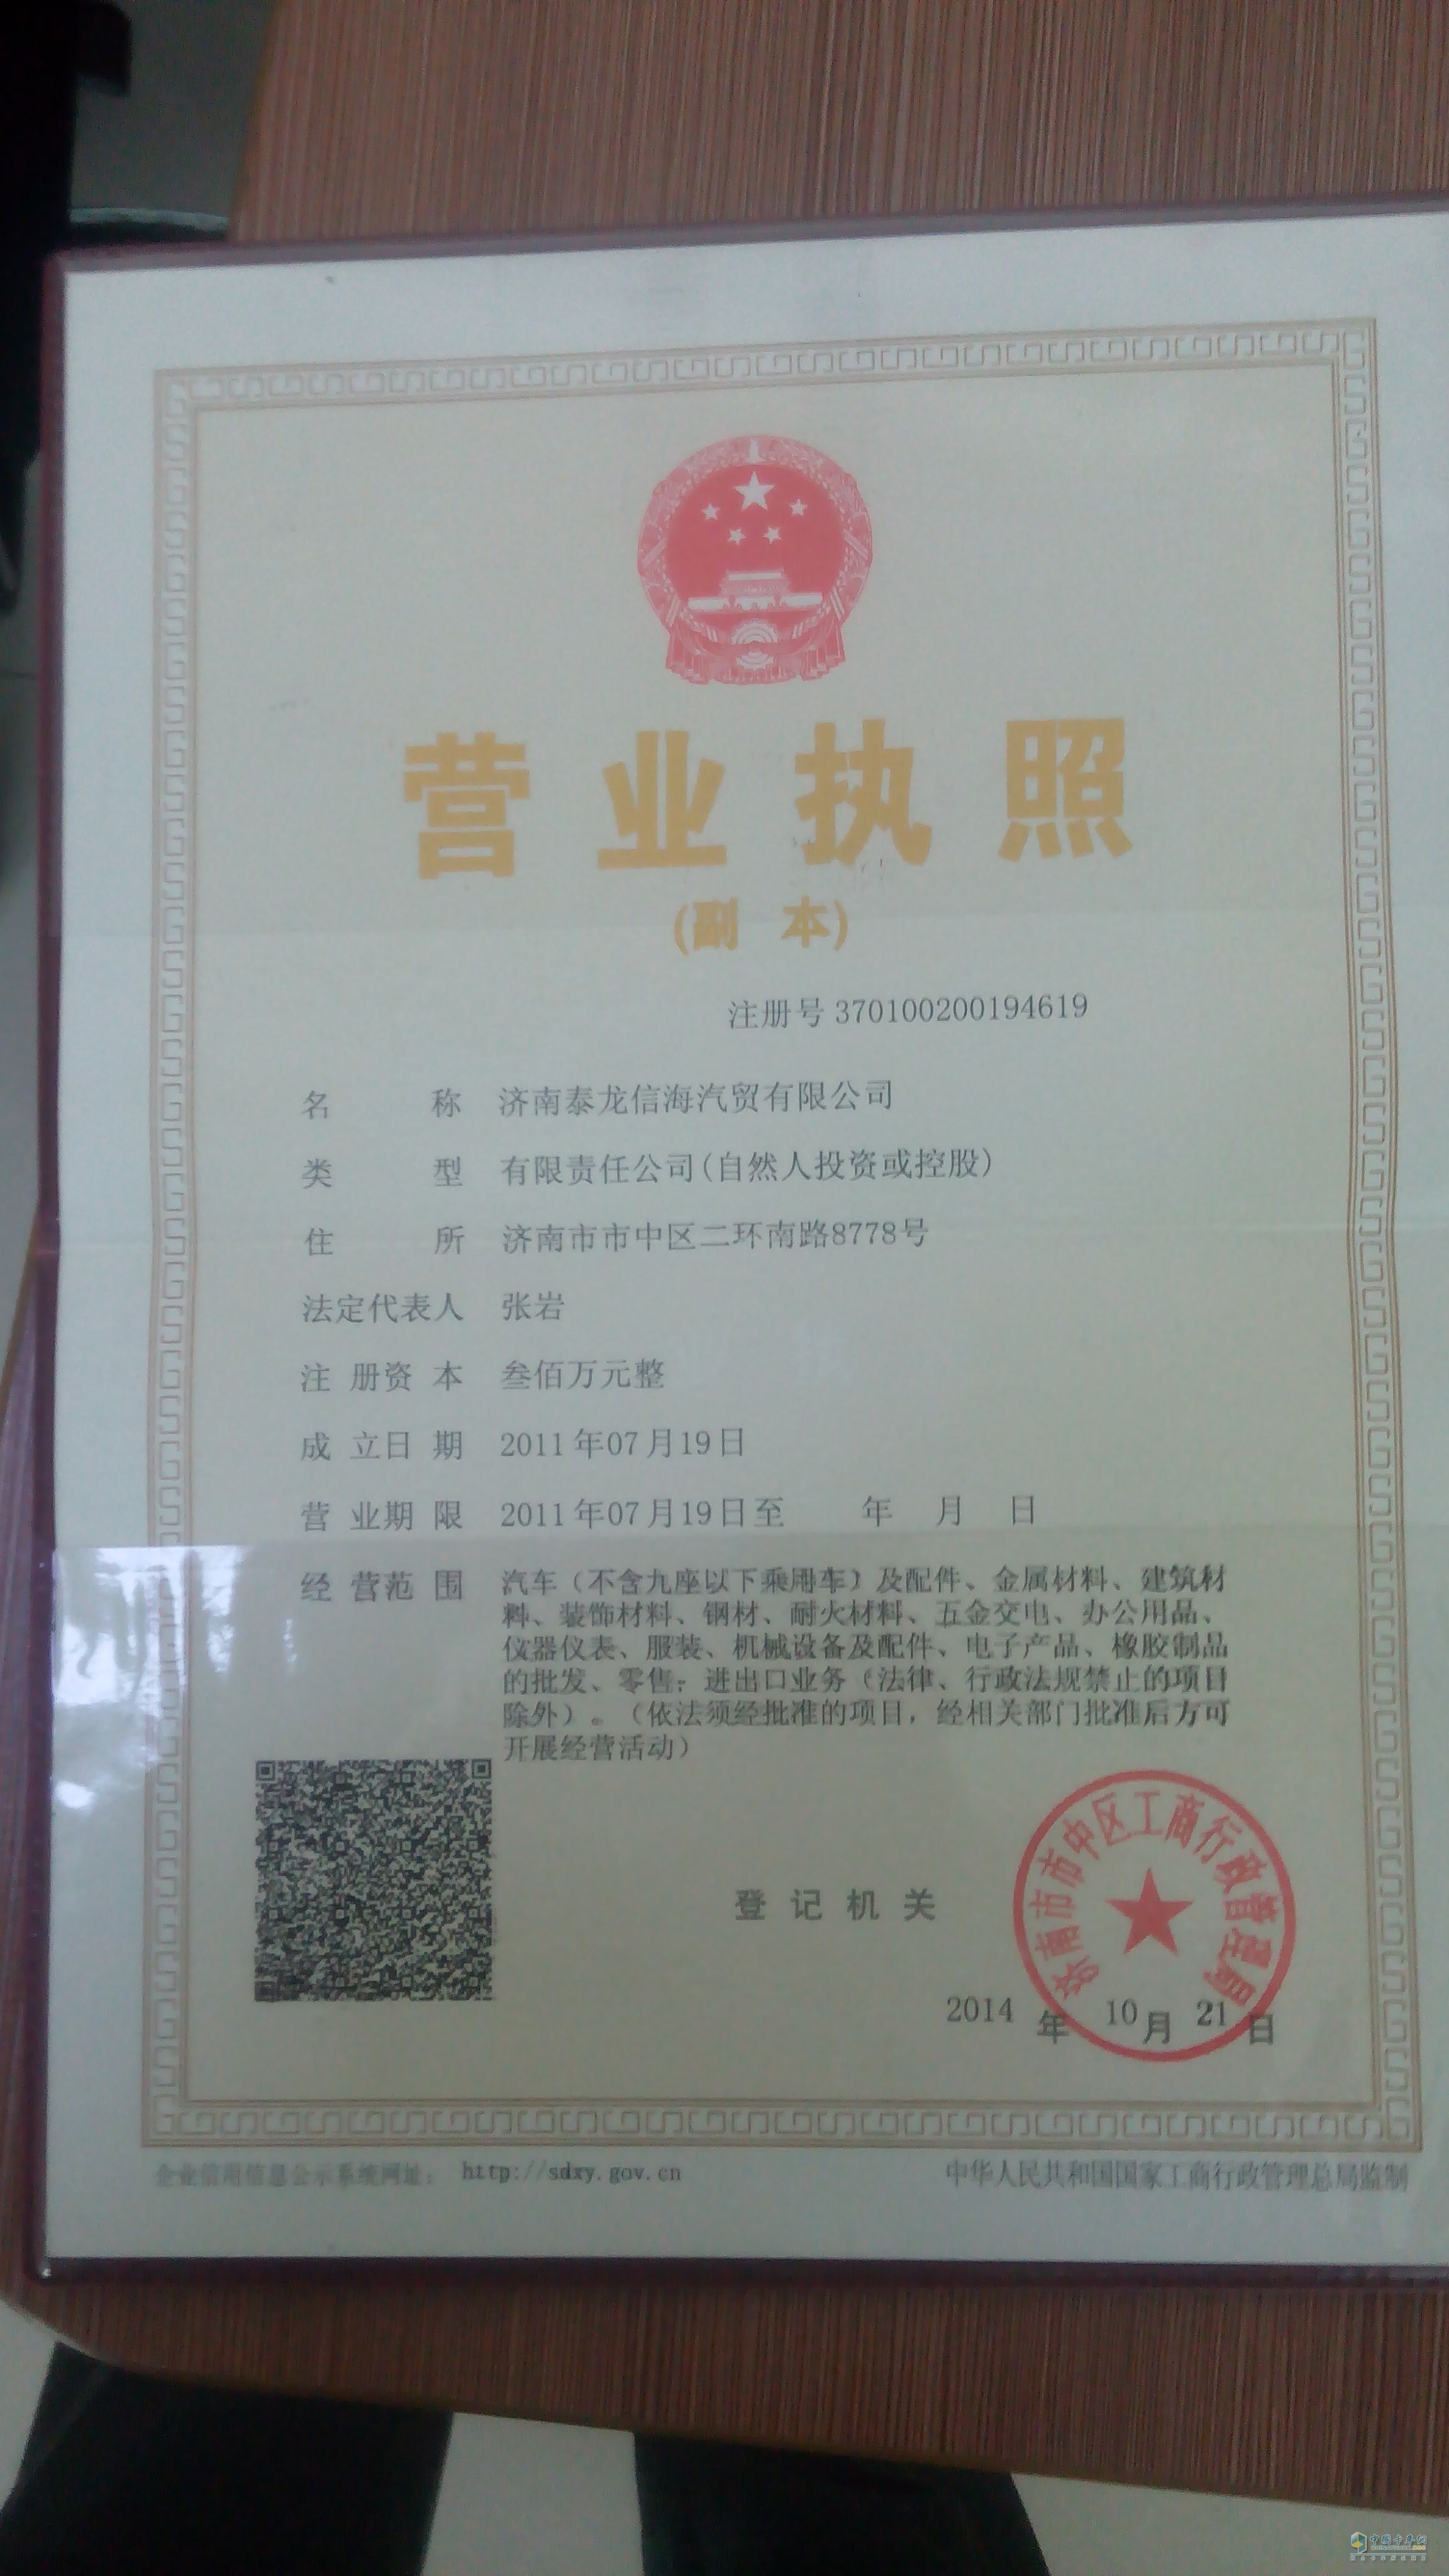 营业执照
(副 本)
注册号 370100200194619
名 称 济南泰龙信海汽贸有限公司
类 型 有限责任公司(自然人投资或控股)
住 所 济南市市中区二环南路8778号
法定代表人 张岩
注 册 资 本 叁佰万元整
成 立 日 期 2011年07月19日
营 业 期 限 2011年07月19日至 年 月 日
经 营 范 围 汽车（不含九座以下乘用车）及配件、金属材料、建筑材
料、装饰材料、钢材、耐火材料、五金交电、办公用品、
仪器仪表、服装、机械设备及配件、电子产品、橡胶制品
的批发、零售；进出口业务（法律、行政法规禁止的项目
除外）。（依法须经批准的项目，经相关部门批准后方可
开展经营活动）
济南市市中区工商行政管理局
登 记 机 关
2014 年 10 月 21 日
企业信用信息公示系统网址： http://sdxy.gov.cn
中华人民共和国国家工商行政管理总局监制
中国卡车网